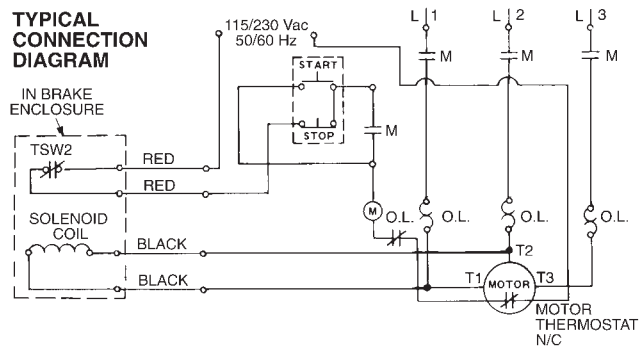 TYPICAL
CONNECTION
DIAGRAM
115/230 Vac
50/60 Hz
L 1
L 2
L 3
M
M
M
START
STOP
M
IN BRAKE
ENCLOSURE
TSW2
RED
RED
SOLENOID
COIL
BLACK
BLACK
M
O.L.
O.L.
O.L.
O.L.
T2
T1
MOTOR
T3
MOTOR
THERMOSTAT
N/C